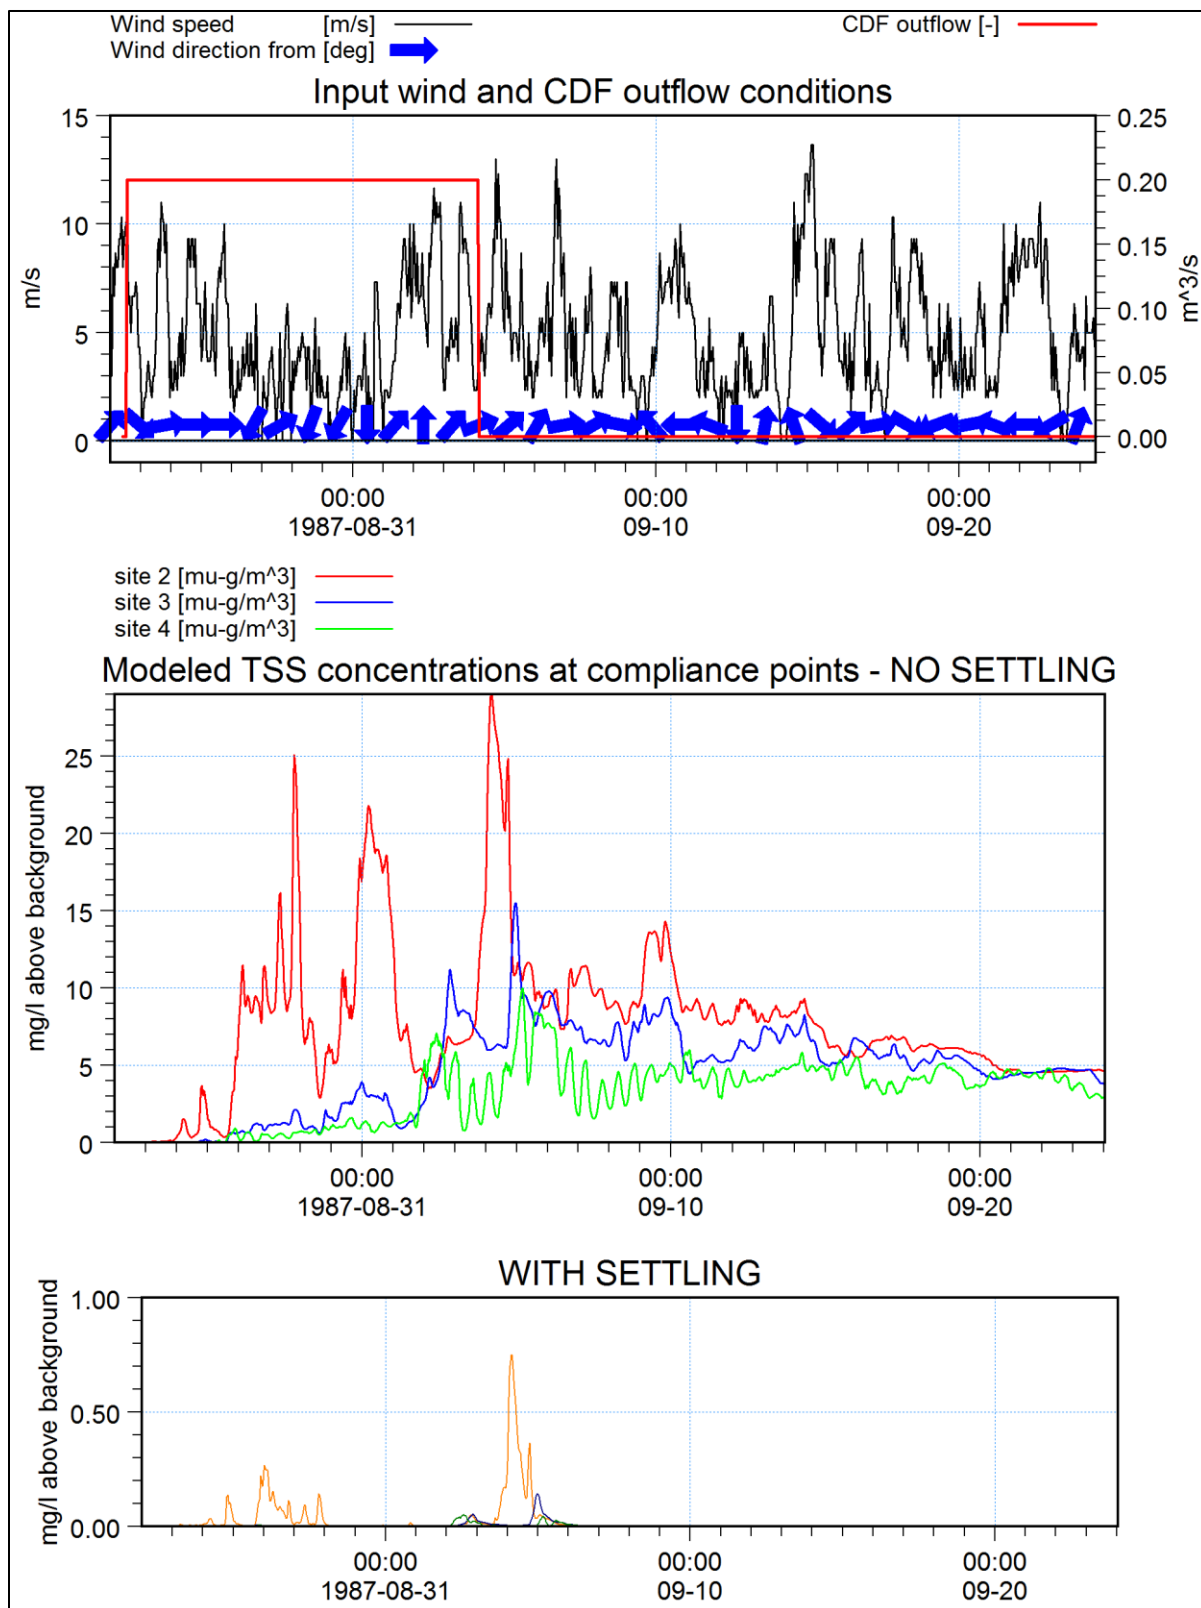 Wind speed [m/s] CDF outflow [-]
Wind direction from [deg]
Input wind and CDF outflow conditions
15 0.25
0.20
10 0.15
m/s m^3/s
0.10
5
0.05
0 0.00
00:00 00:00 00:00
1987-08-31 09-10 09-20
site 2 [mu-g/m^3]
site 3 [mu-g/m^3]
site 4 [mu-g/m^3]
Modeled TSS concentrations at compliance points - NO SETTLING
25
20
mg/l above background
15
10
5
0
00:00 00:00 00:00
1987-08-31 09-10 09-20
WITH SETTLING
1.00
mg/l above background
0.50
0.00
00:00 00:00 00:00
1987-08-31 09-10 09-20